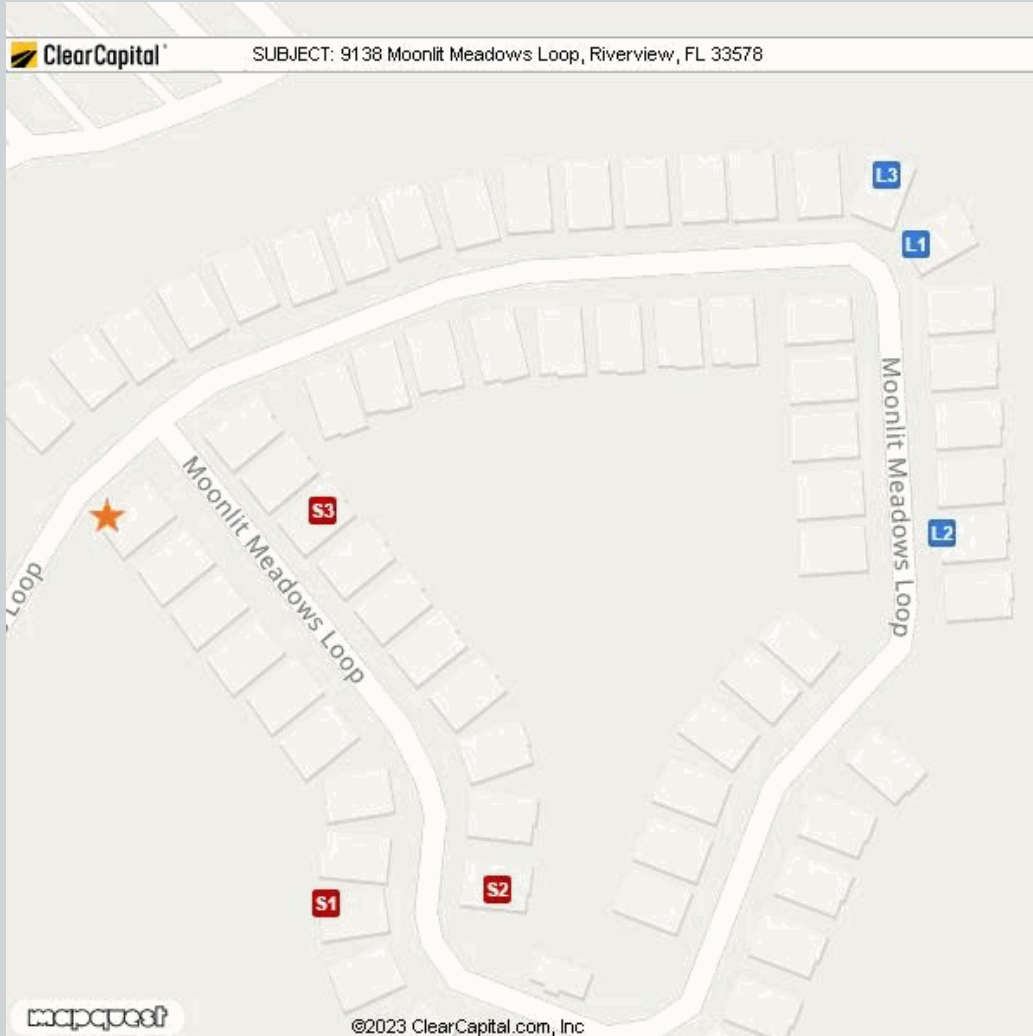 ClearCapital
SUBJECT: 9138 Moonlit Meadows Loop, Riverview, FL 33578
L3
L1
Moonlit Meadows Loop
Moonlit Meadows Loop
S3
L2
Loop
S1
S2
mapquest
©2023 ClearCapital.com, Inc